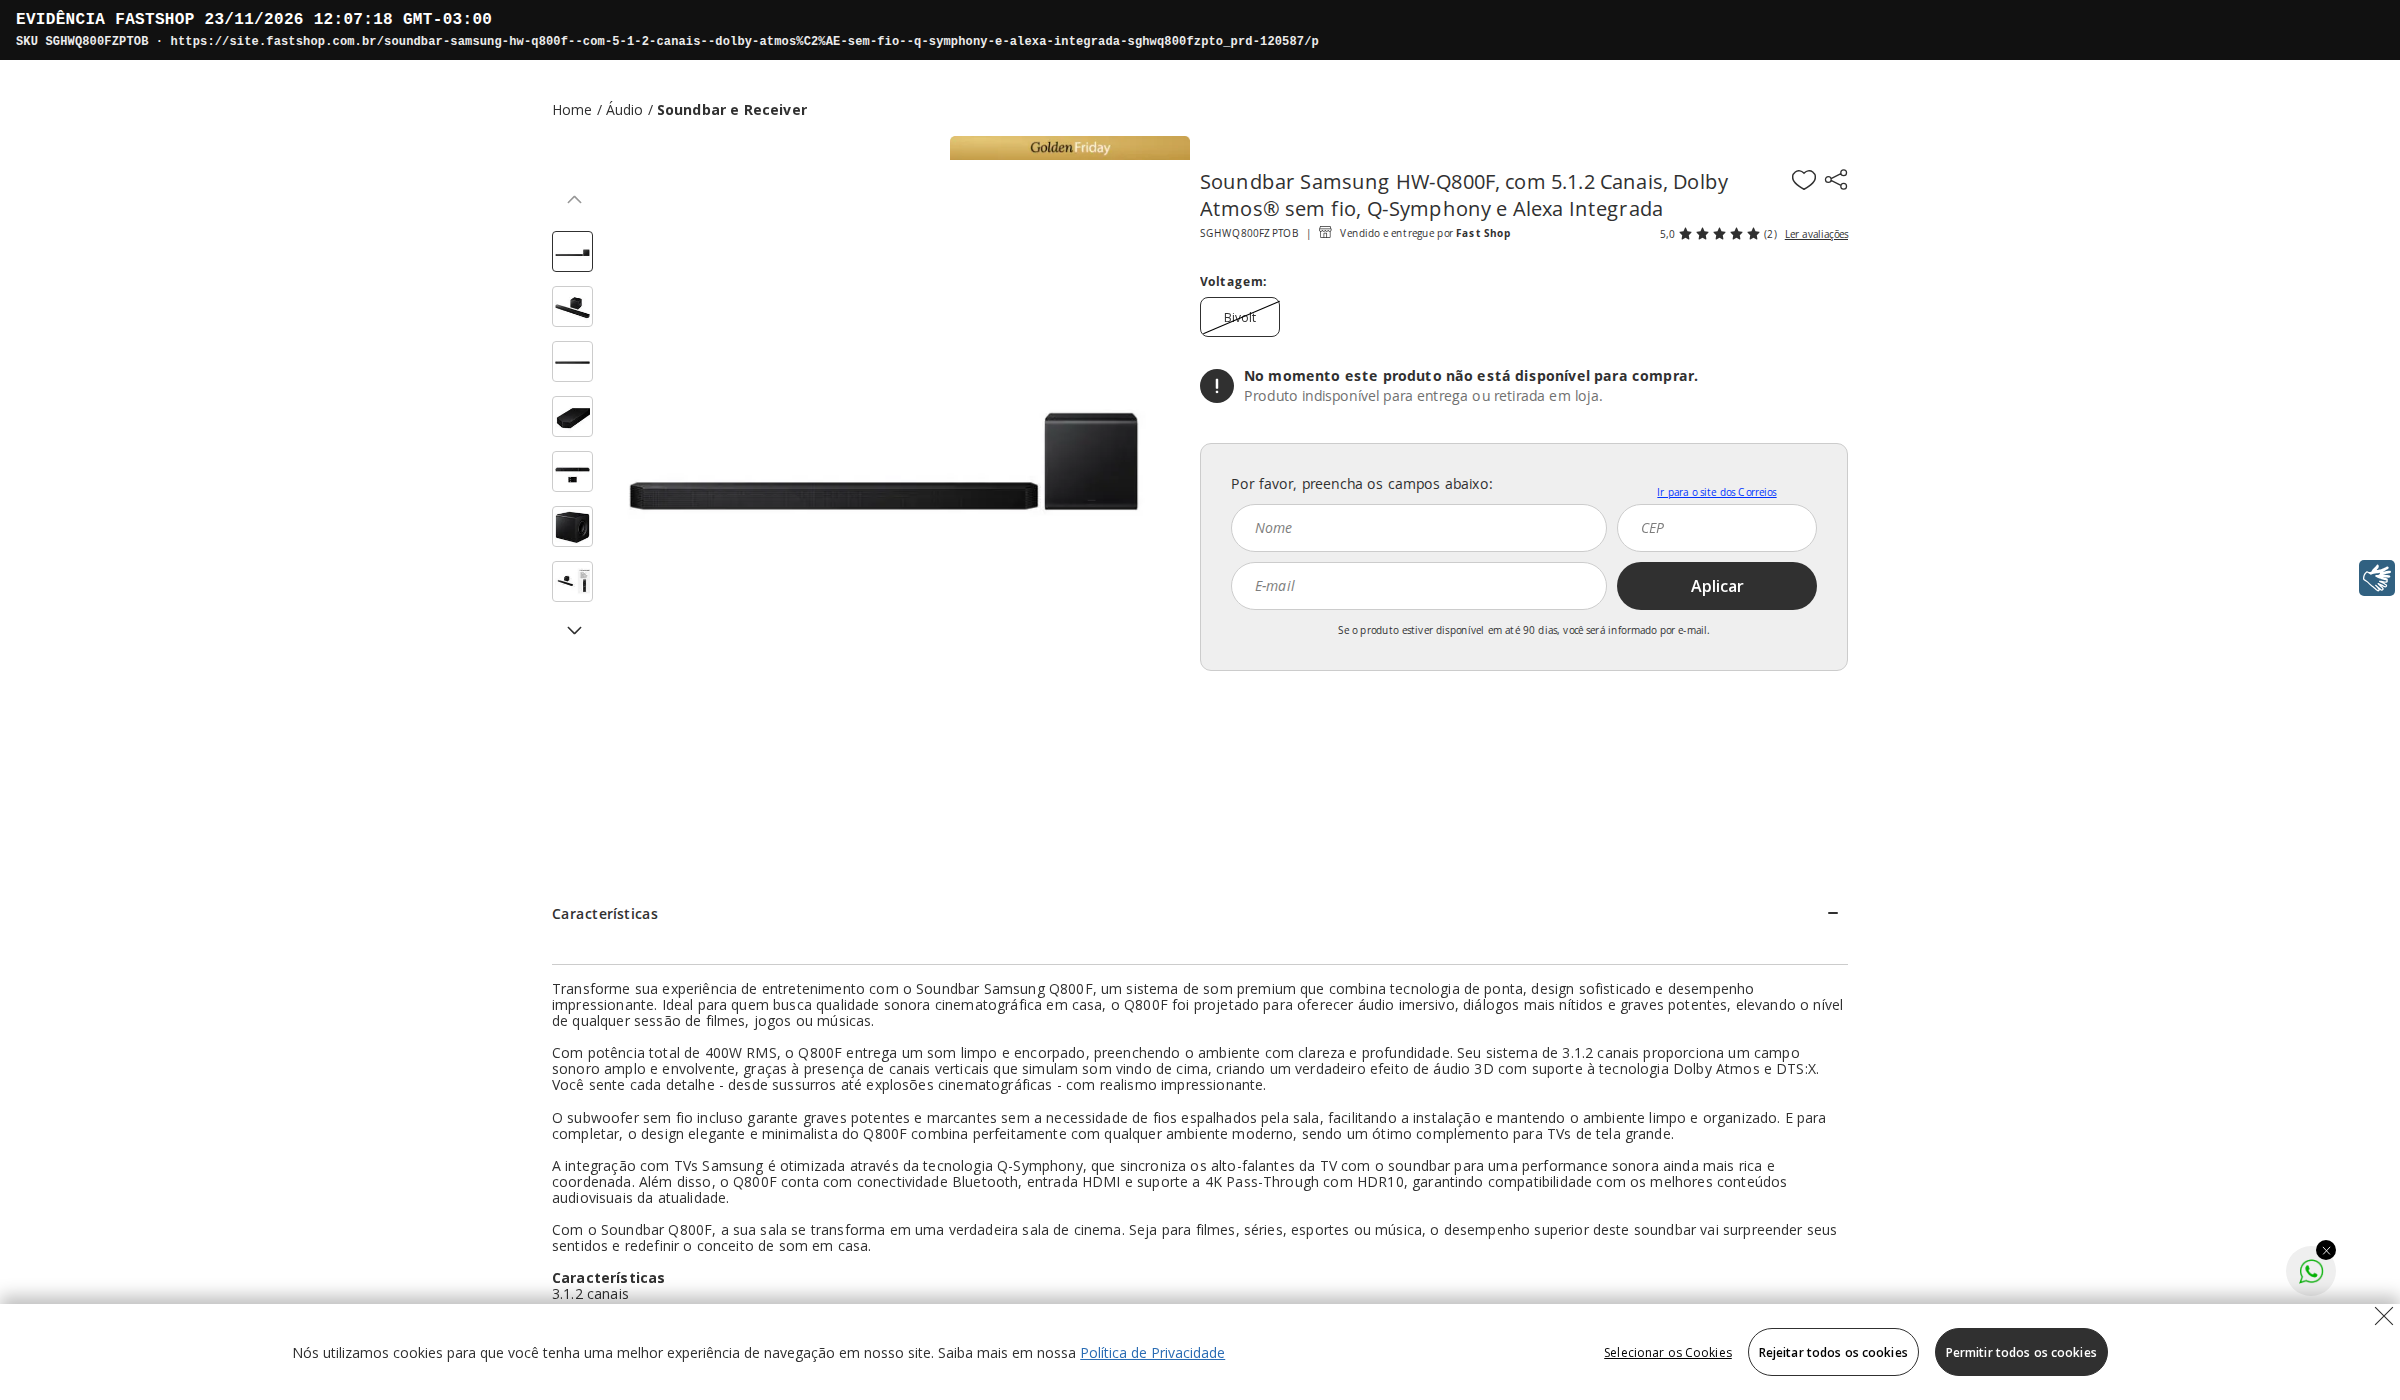 EVIDÊNCIA FASTSHOP 23/11/2026 12:07:18 GMT-03:00
SKU SGHWQ800FZPTOB · https://site.fastshop.com.br/soundbar-samsung-hw-q800f--com-5-1-2-canais--dolby-atmos%C2%AE-sem-fio--q-symphony-e-alexa-integrada-sghwq800fzpto_prd-120587/p
Home / Áudio / Soundbar e Receiver
Golden Friday
Soundbar Samsung HW-Q800F, com 5.1.2 Canais, Dolby
Atmos® sem fio, Q-Symphony e Alexa Integrada
SGHWQ800FZPTOB | Vendido e entregue por Fast Shop
5,0 (2) Ler avaliações
Voltagem:
Bivolt
No momento este produto não está disponível para comprar.
Produto indisponível para entrega ou retirada em loja.
Por favor, preencha os campos abaixo:
Ir para o site dos Correios
Nome
CEP
E-mail
Aplicar
Se o produto estiver disponível em até 90 dias, você será informado por e-mail.
Características
Transforme sua experiência de entretenimento com o Soundbar Samsung Q800F, um sistema de som premium que combina tecnologia de ponta, design sofisticado e desempenho
impressionante. Ideal para quem busca qualidade sonora cinematográfica em casa, o Q800F foi projetado para oferecer áudio imersivo, diálogos mais nítidos e graves potentes, elevando o nível
de qualquer sessão de filmes, jogos ou músicas.
Com potência total de 400W RMS, o Q800F entrega um som limpo e encorpado, preenchendo o ambiente com clareza e profundidade. Seu sistema de 3.1.2 canais proporciona um campo
sonoro amplo e envolvente, graças à presença de canais verticais que simulam som vindo de cima, criando um verdadeiro efeito de áudio 3D com suporte à tecnologia Dolby Atmos e DTS:X.
Você sente cada detalhe - desde sussurros até explosões cinematográficas - com realismo impressionante.
O subwoofer sem fio incluso garante graves potentes e marcantes sem a necessidade de fios espalhados pela sala, facilitando a instalação e mantendo o ambiente limpo e organizado. E para
completar, o design elegante e minimalista do Q800F combina perfeitamente com qualquer ambiente moderno, sendo um ótimo complemento para TVs de tela grande.
A integração com TVs Samsung é otimizada através da tecnologia Q-Symphony, que sincroniza os alto-falantes da TV com o soundbar para uma performance sonora ainda mais rica e
coordenada. Além disso, o Q800F conta com conectividade Bluetooth, entrada HDMI e suporte a 4K Pass-Through com HDR10, garantindo compatibilidade com os melhores conteúdos
audiovisuais da atualidade.
Com o Soundbar Q800F, a sua sala se transforma em uma verdadeira sala de cinema. Seja para filmes, séries, esportes ou música, o desempenho superior deste soundbar vai surpreender seus
sentidos e redefinir o conceito de som em casa.
Características
3.1.2 canais
Nós utilizamos cookies para que você tenha uma melhor experiência de navegação em nosso site. Saiba mais em nossa Política de Privacidade
Selecionar os Cookies
Rejeitar todos os cookies
Permitir todos os cookies